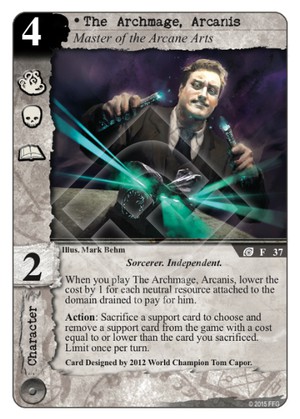 4
• The Archmage, Arcanis
Master of the Arcane Arts
Illus. Mark Behm
F 37
2
Sorcerer. Independent.
When you play The Archmage, Arcanis, lower the
cost by 1 for each neutral resource attached to the
domain drained to pay for him.
Action: Sacrifice a support card to choose and
remove a support card from the game with a cost
equal to or lower than the card you sacrificed.
Limit once per turn.
Card Designed by 2012 World Champion Tom Capor.
Character
© 2015 FFG